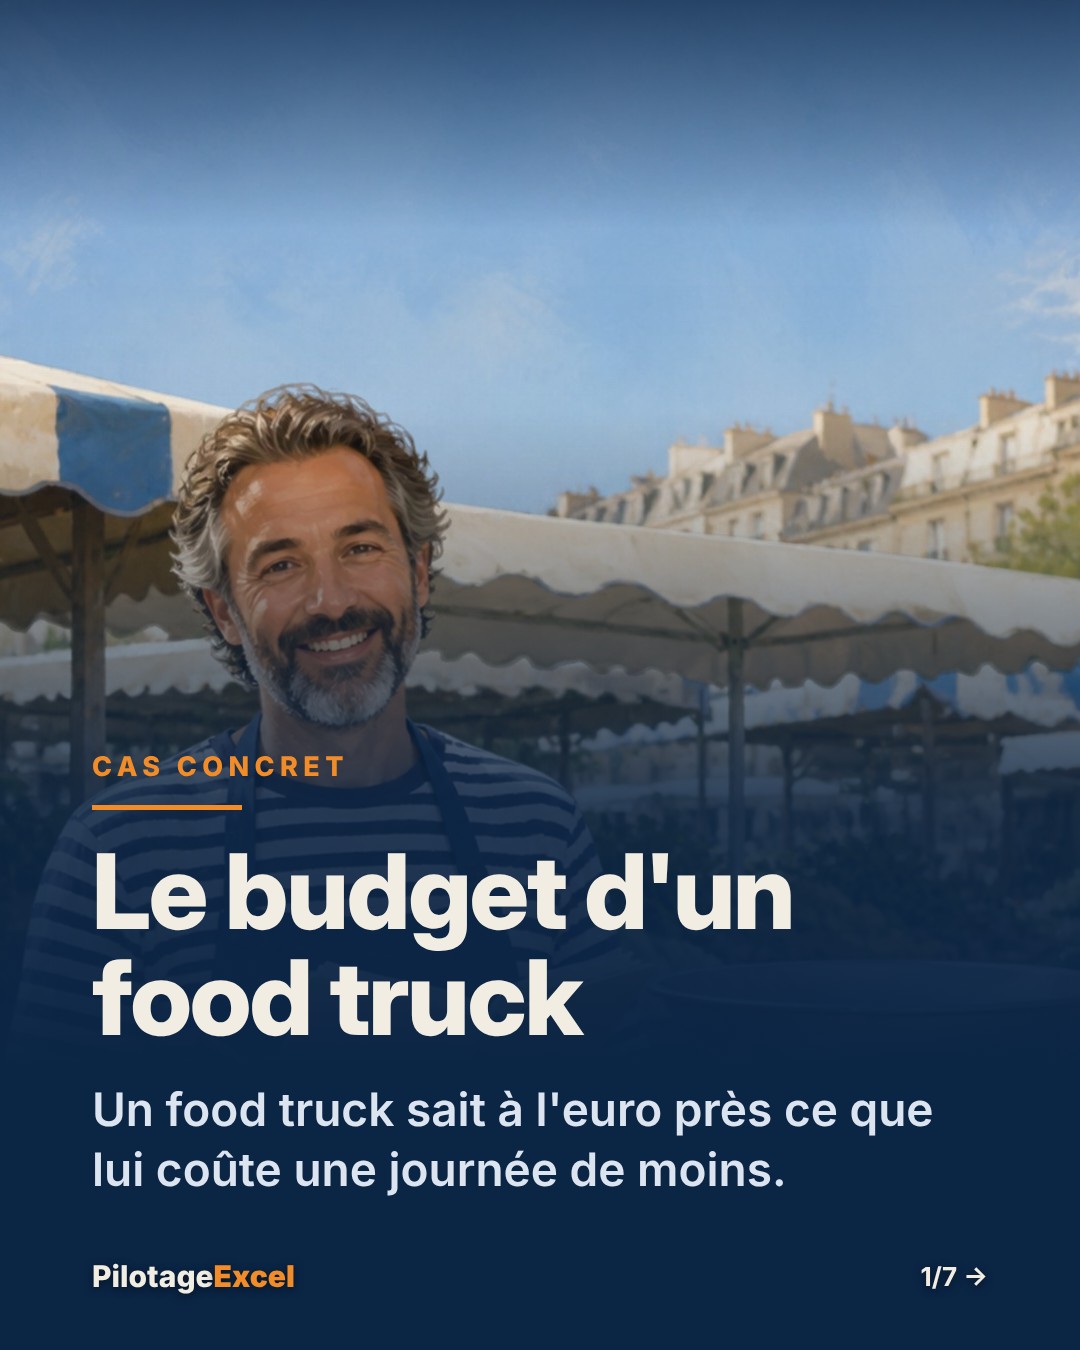 CAS CONCRET
Le budget d'un
food truck
Un food truck sait à l'euro près ce que
lui coûte une journée de moins.
PilotageExcel
1/7 →